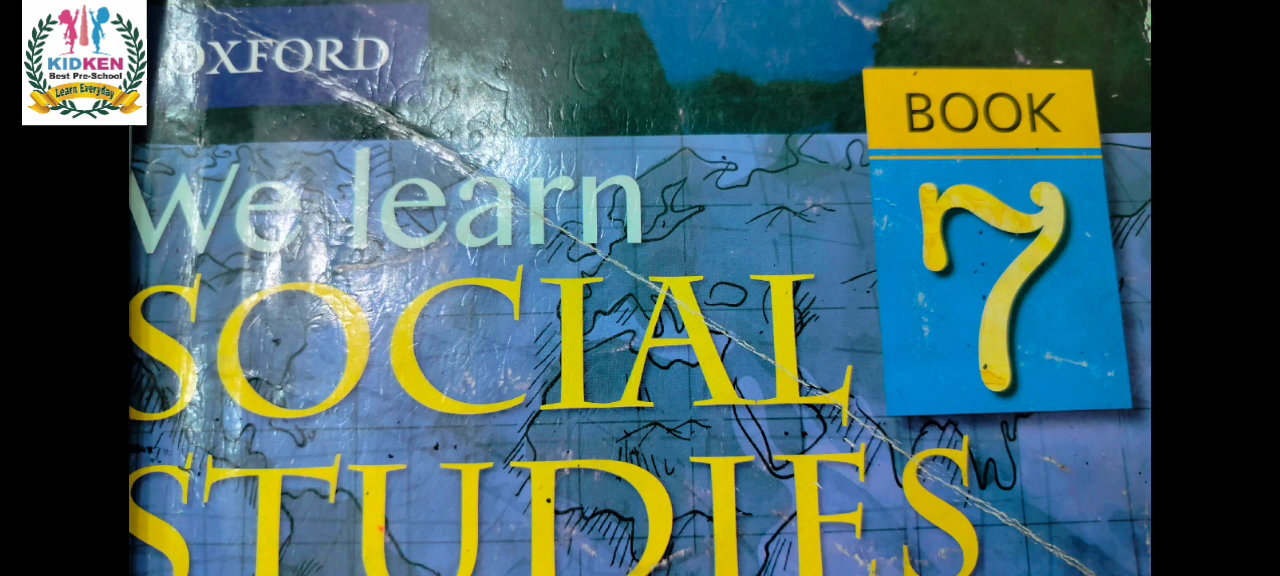 KIDKEN
Best Pre-School
Learn Everyday
OXFORD
BOOK
7
We learn
SOCIAL
STUDIES